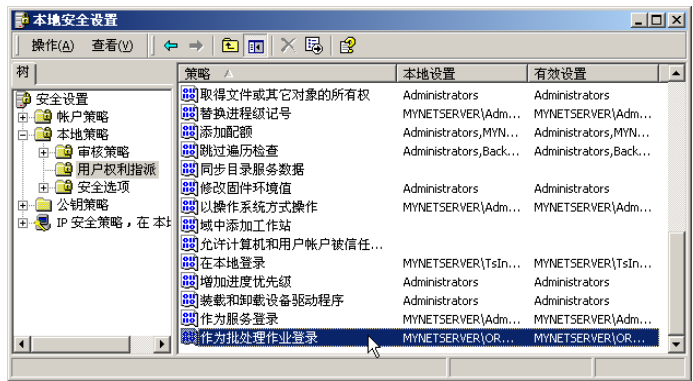 本地安全设置
操作(A) 查看(V)
树
策略 本地设置 有效设置
安全设置
帐户策略
本地策略
审核策略
用户权利指派
安全选项
公钥策略
IP 安全策略，在 本
取得文件或其它对象的所有权 Administrators Administrators
替换进程级记号 MYNETSERVER\Adm... MYNETSERVER\Adm...
添加配额 Administrators,MYN... Administrators,MYN...
跳过遍历检查 Administrators,Back... Administrators,Back...
同步目录服务数据
修改固件环境值 Administrators Administrators
以操作系统方式操作 MYNETSERVER\Adm... MYNETSERVER\Adm...
域中添加工作站
允许计算机和用户帐户被信任...
在本地登录 MYNETSERVER\TsIn... MYNETSERVER\TsIn...
增加进度优先级 Administrators Administrators
装载和卸载设备驱动程序 Administrators Administrators
作为服务登录 MYNETSERVER\Adm... MYNETSERVER\Adm...
作为批处理作业登录 MYNETSERVER\OR... MYNETSERVER\OR...